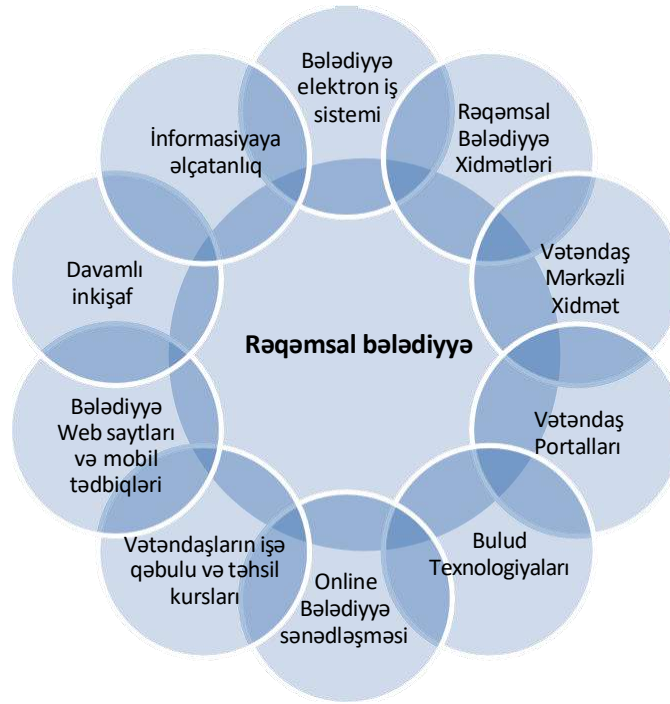 Bələdiyyə
elektron iş
sistemi
Rəqəmsal
Bələdiyyə
Xidmətləri
Vətəndaş
Mərkəzli
Xidmət
Vətəndaş
Portalları
Bulud
Texnologiyaları
Online
Bələdiyyə
sənədləşməsi
Vətəndaşların işə
qəbulu və təhsil
kursları
Bələdiyyə
Web saytları
və mobil
tədbiqləri
Davamlı
inkişaf
İnformasiyaya
əlçatanlıq
Rəqəmsal bələdiyyə